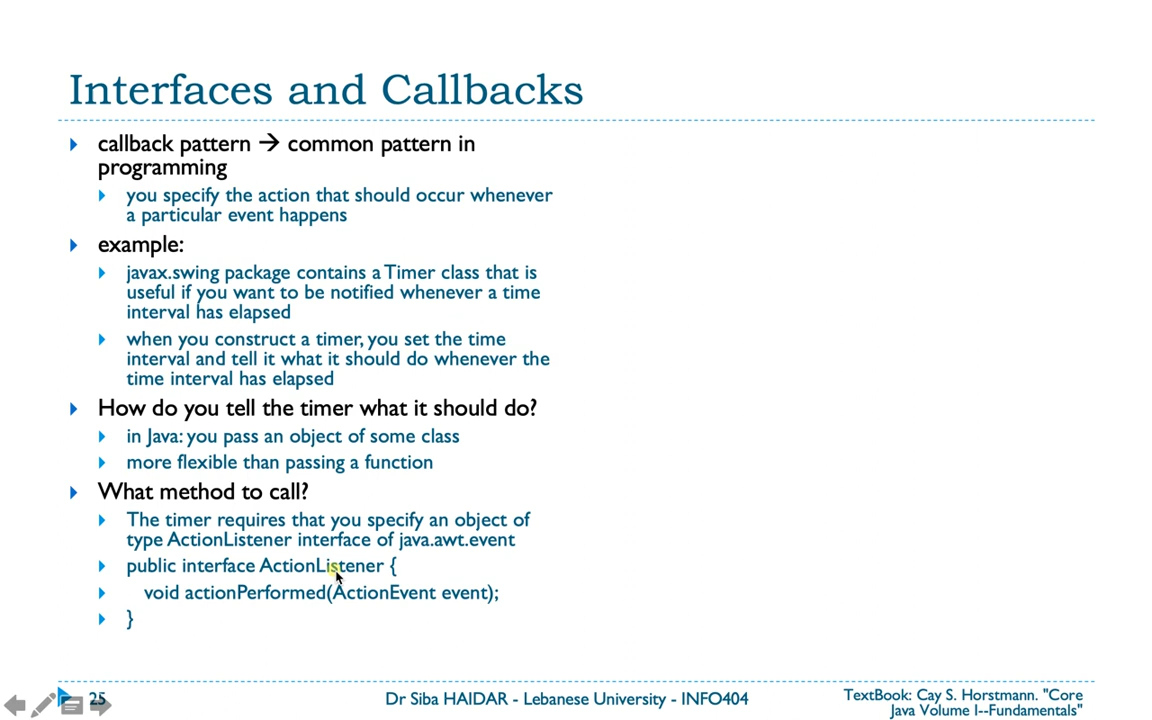 Interfaces and Callbacks
callback pattern → common pattern in
programming
you specify the action that should occur whenever
a particular event happens
example:
javax.swing package contains a Timer class that is
useful if you want to be notified whenever a time
interval has elapsed
when you construct a timer, you set the time
interval and tell it what it should do whenever the
time interval has elapsed
How do you tell the timer what it should do?
in Java: you pass an object of some class
more flexible than passing a function
What method to call?
The timer requires that you specify an object of
type ActionListener interface of java.awt.event
public interface ActionListener {
void actionPerformed(ActionEvent event);
}
25
Dr Siba HAIDAR - Lebanese University - INFO404
TextBook: Cay S. Horstmann. "Core
Java Volume I--Fundamentals"